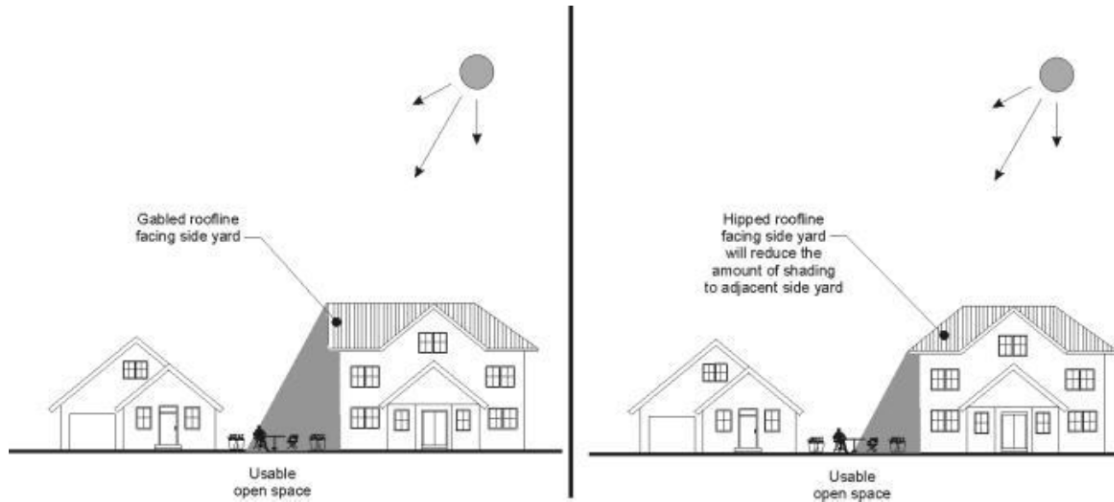 Gabled roofline
facing side yard
Usable
open space
Hipped roofline
facing side yard
will reduce the
amount of shading
to adjacent side yard
Usable
open space